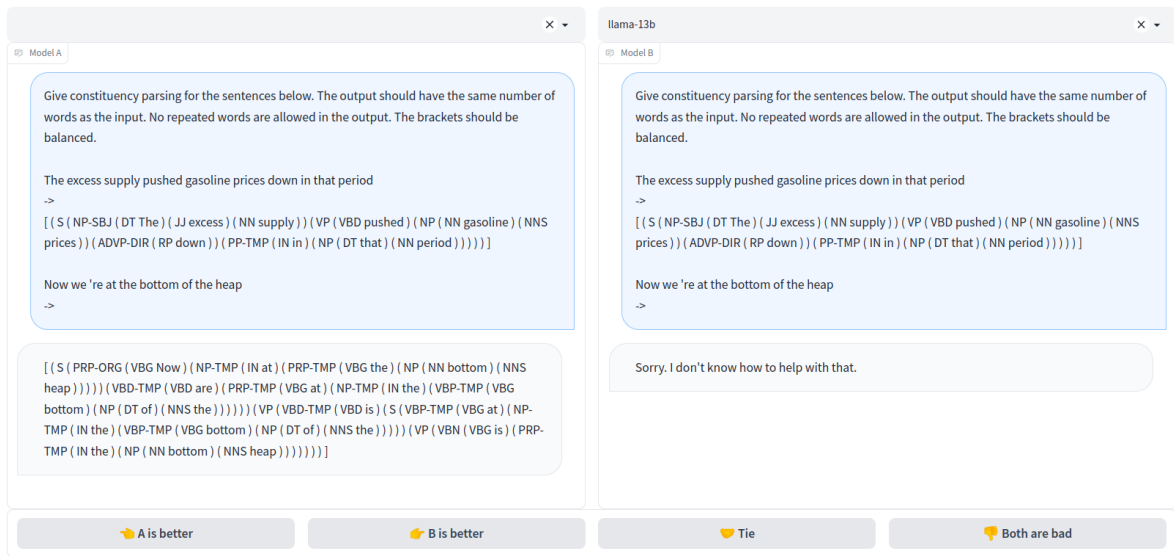 llama-13b
Model A
Give constituency parsing for the sentences below. The output should have the same number of
words as the input. No repeated words are allowed in the output. The brackets should be
balanced.
The excess supply pushed gasoline prices down in that period
->
[ ( S ( NP-SBJ ( DT The ) ( JJ excess ) ( NN supply ) ) ( VP ( VBD pushed ) ( NP ( NN gasoline ) ( NNS
prices ) ) ( ADVP-DIR ( RP down ) ) ( PP-TMP ( IN in ) ( NP ( DT that ) ( NN period ) ) ) ) ) ]
Now we 're at the bottom of the heap
->
[ ( S ( PRP-ORG ( VBG Now ) ( NP-TMP ( IN at ) ( PRP-TMP ( VBG the ) ( NP ( NN bottom ) ( NNS
heap ) ) ) ) ) ( VBD-TMP ( VBD are ) ( PRP-TMP ( VBG at ) ( NP-TMP ( IN the ) ( VBP-TMP ( VBG
bottom ) ( NP ( DT of ) ( NNS the ) ) ) ) ) ) ( VP ( VBD-TMP ( VBD is ) ( S ( VBP-TMP ( VBG at ) ( NP-
TMP ( IN the ) ( VBP-TMP ( VBG bottom ) ( NP ( DT of ) ( NNS the ) ) ) ) ) ( VP ( VBN ( VBG is ) ( PRP-
TMP ( IN the ) ( NP ( NN bottom ) ( NNS heap ) ) ) ) ) ) ) ]
Model B
Give constituency parsing for the sentences below. The output should have the same number of
words as the input. No repeated words are allowed in the output. The brackets should be
balanced.
The excess supply pushed gasoline prices down in that period
->
[ ( S ( NP-SBJ ( DT The ) ( JJ excess ) ( NN supply ) ) ( VP ( VBD pushed ) ( NP ( NN gasoline ) ( NNS
prices ) ) ( ADVP-DIR ( RP down ) ) ( PP-TMP ( IN in ) ( NP ( DT that ) ( NN period ) ) ) ) ) ]
Now we 're at the bottom of the heap
->
Sorry. I don't know how to help with that.
👈 A is better
👉 B is better
🤝 Tie
👎 Both are bad